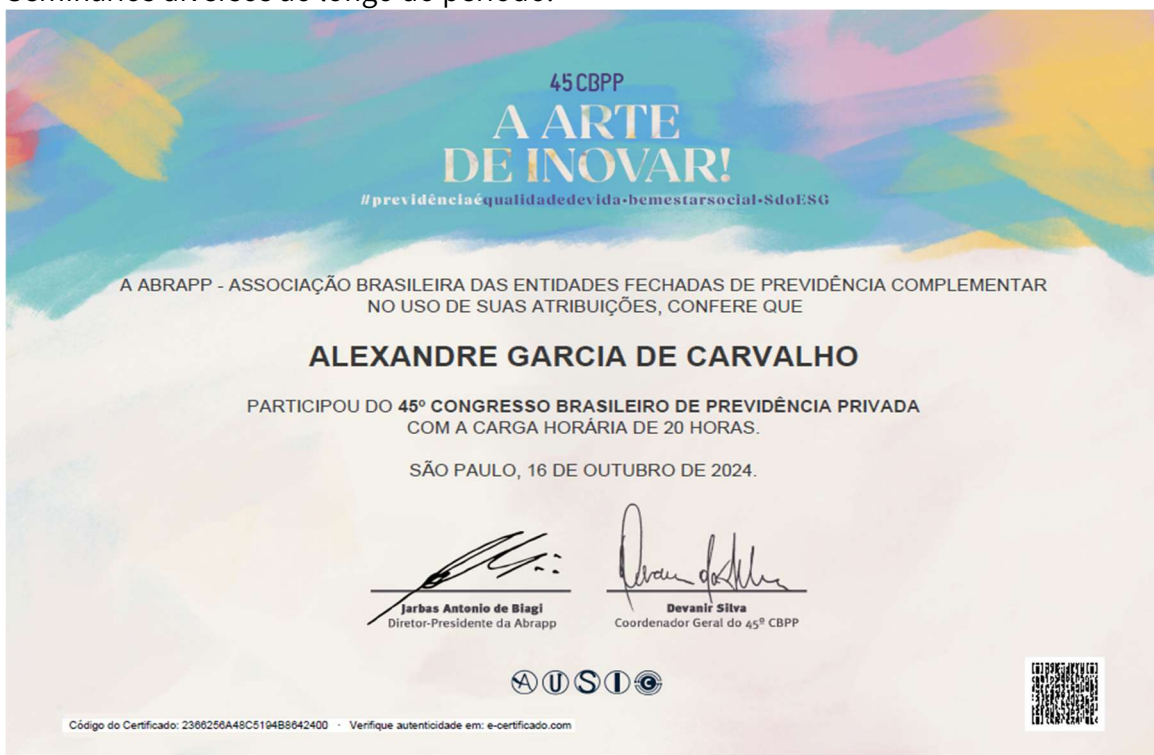 Seminários diversos ao longo do período.
45 CBPP
A ARTE
DE INOVAR!
#previdênciaéqualidadedevida•bemestarsocial•SdoESG
A ABRAPP - ASSOCIAÇÃO BRASILEIRA DAS ENTIDADES FECHADAS DE PREVIDÊNCIA COMPLEMENTAR
NO USO DE SUAS ATRIBUIÇÕES, CONFERE QUE
ALEXANDRE GARCIA DE CARVALHO
PARTICIPOU DO 45º CONGRESSO BRASILEIRO DE PREVIDÊNCIA PRIVADA
COM A CARGA HORÁRIA DE 20 HORAS.
SÃO PAULO, 16 DE OUTUBRO DE 2024.
Jarbas Antonio de Biagi
Diretor-Presidente da Abrapp
Devanir Silva
Coordenador Geral do 45º CBPP
A U S I C
Código do Certificado: 2366256A48C5194B8642400 · Verifique autenticidade em: e-certificado.com